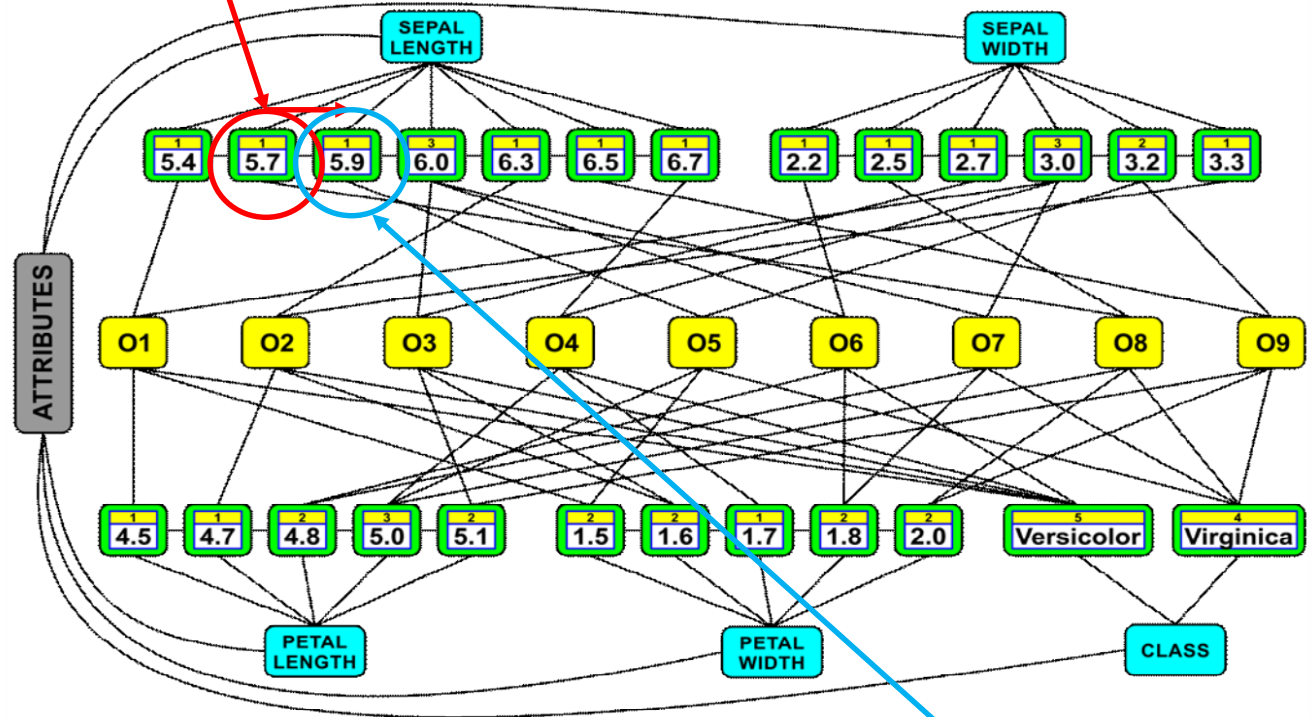 SEPAL
LENGTH
SEPAL
WIDTH
1 1 1 3 1 1 1 1 1 1 3 2 1
5.4 5.7 5.9 6.0 6.3 6.5 6.7 2.2 2.5 2.7 3.0 3.2 3.3
ATTRIBUTES
O1 O2 O3 O4 O5 O6 O7 O8 O9
1 1 2 3 2 2 2 1 2 2 5 4
4.5 4.7 4.8 5.0 5.1 1.5 1.6 1.7 1.8 2.0 Versicolor Virginica
PETAL
LENGTH
PETAL
WIDTH
CLASS